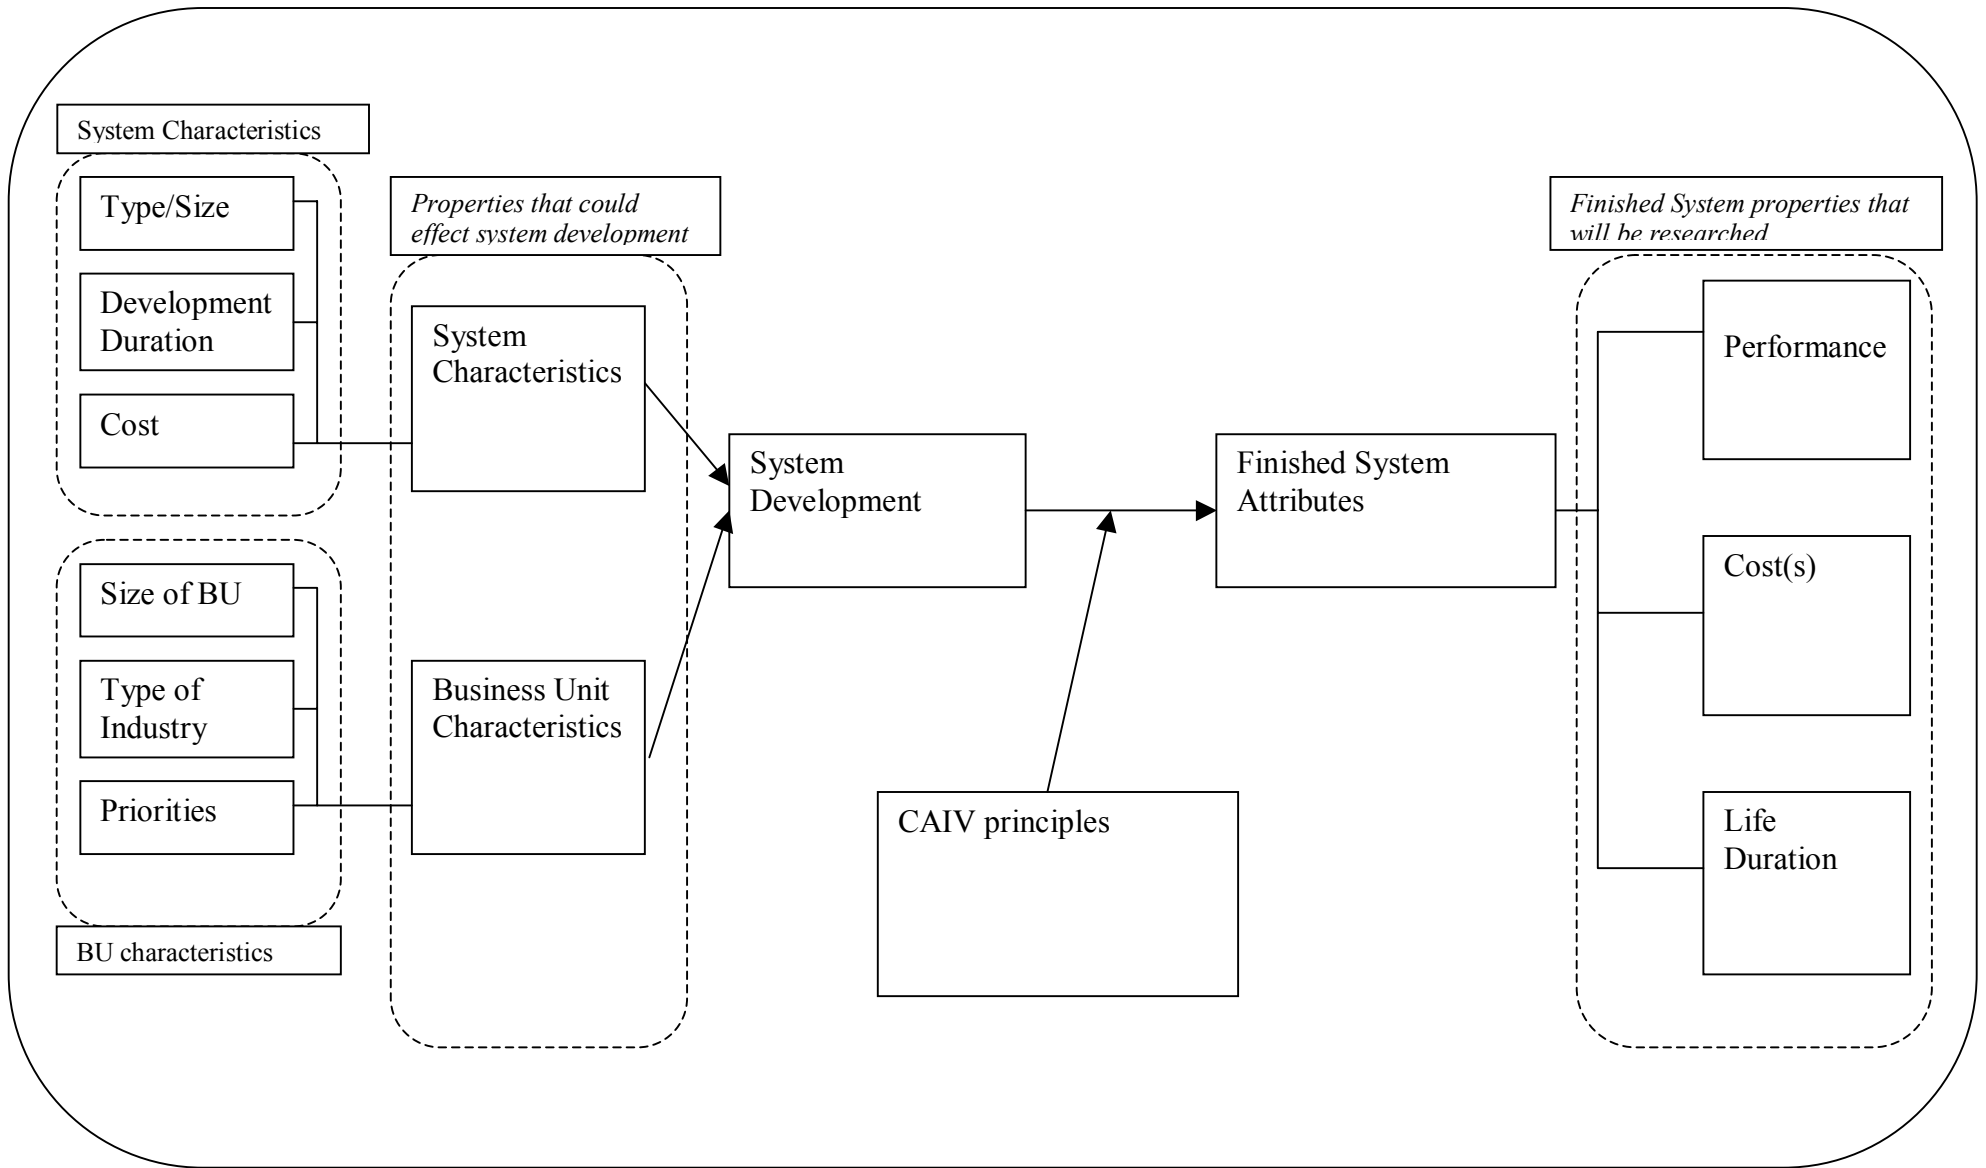 System Characteristics
Type/Size
Development
Duration
Cost
Size of BU
Type of
Industry
Priorities
BU characteristics
Properties that could
effect system development
System
Characteristics
Business Unit
Characteristics
System
Development
CAIV principles
Finished System
Attributes
Finished System properties that
will be researched
Performance
Cost(s)
Life
Duration